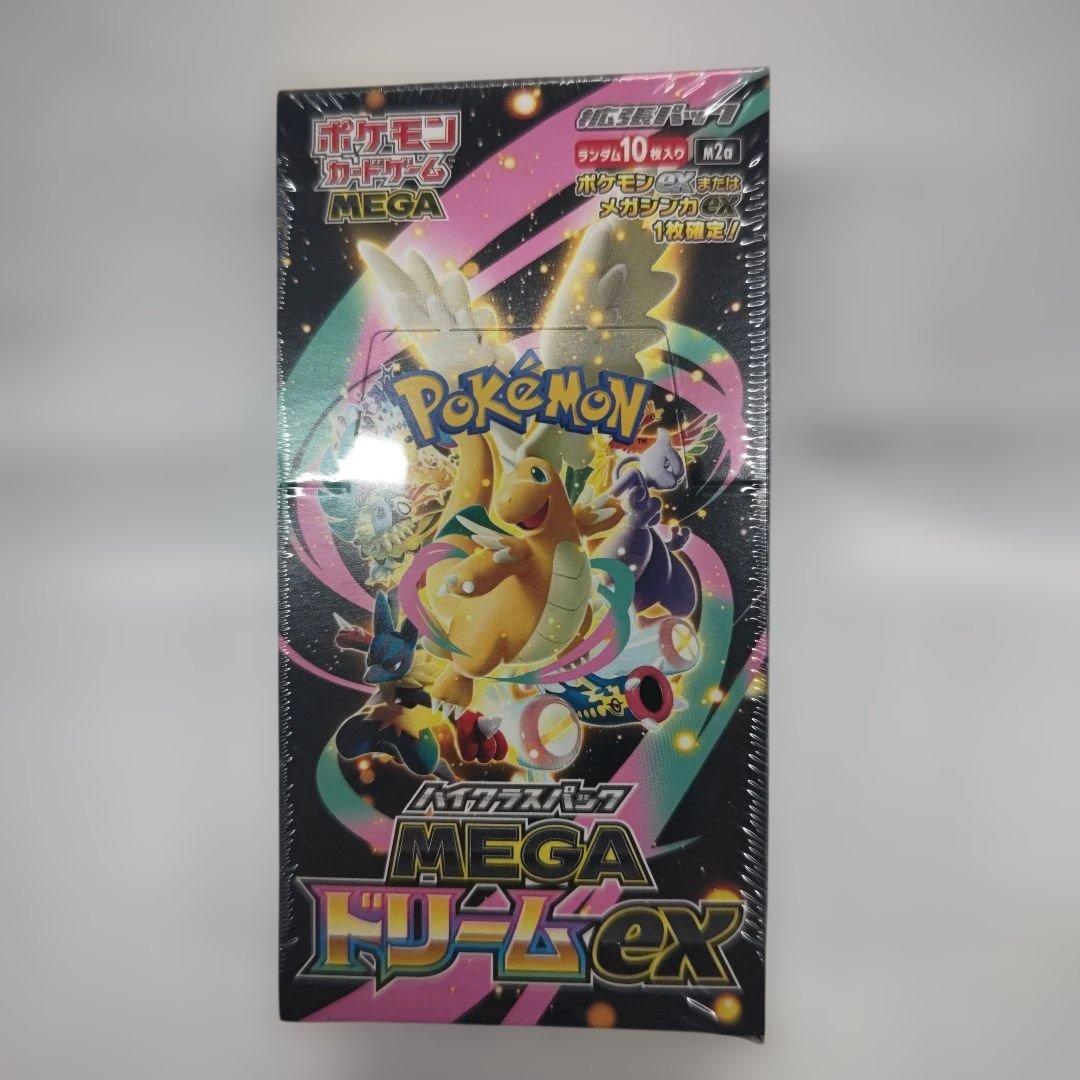 ポケモン
カードゲーム
MEGA
拡張パック
ランダム10枚入り M2a
ポケモンexまたは
メガシンカex
1枚確定!
POKéMON
TM
ハイクラスパック
MEGA
ドリームex